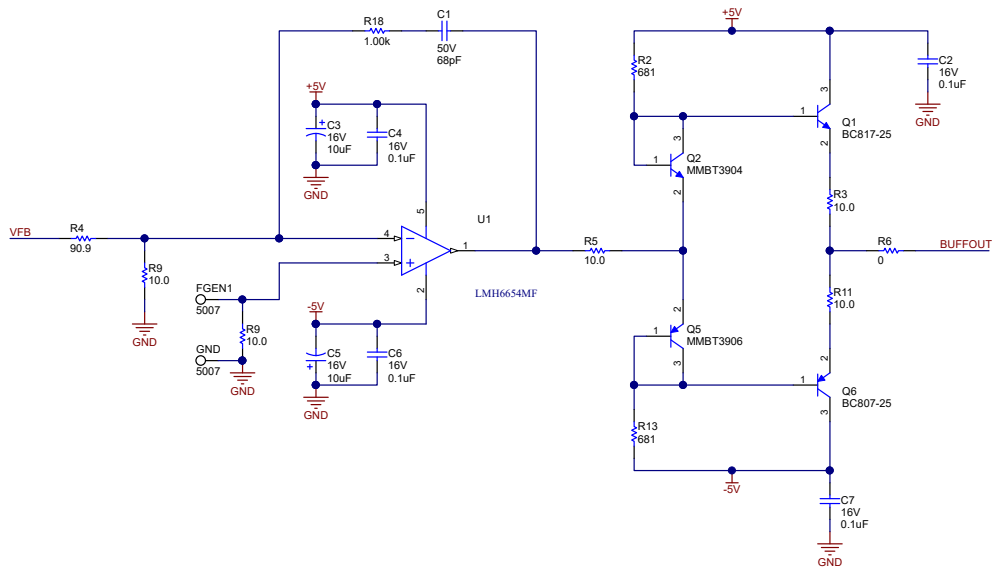 R18
1.00k
C1
50V
68pF
+5V
C3
16V
10uF
C4
16V
0.1uF
GND
VFB
R4
90.9
R9
10.0
GND
FGEN1
5007
GND
5007
R9
10.0
GND
U1
4
3
5
2
1
LMH6654MF
-5V
C5
16V
10uF
C6
16V
0.1uF
GND
R5
10.0
+5V
R2
681
C2
16V
0.1uF
GND
1
3
2
Q1
BC817-25
1
3
2
Q2
MMBT3904
R3
10.0
R6
0
BUFFOUT
R11
10.0
1
2
3
Q5
MMBT3906
1
2
3
Q6
BC807-25
R13
681
-5V
C7
16V
0.1uF
GND